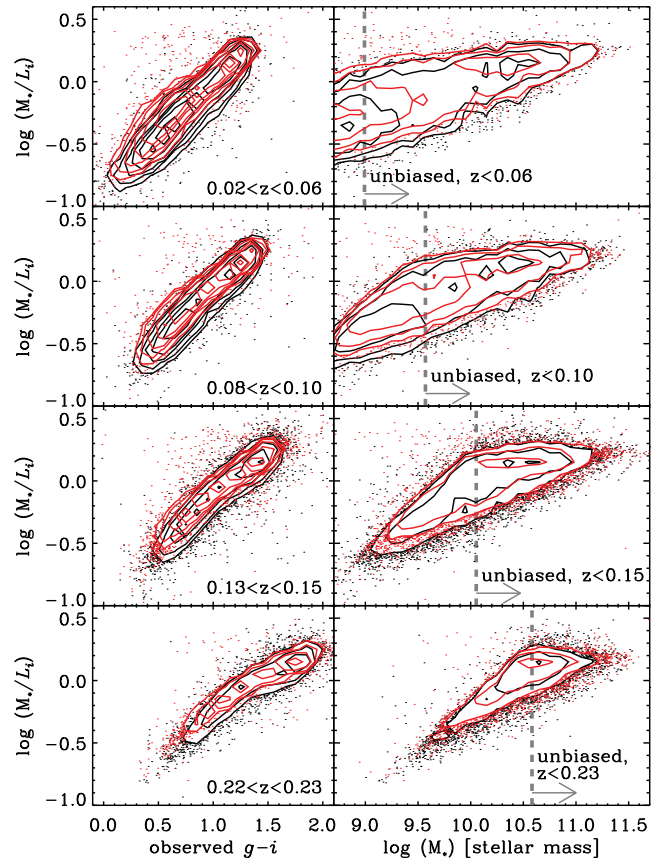 log (M⋆/Lᵢ)
0.5
0.0
−0.5
−1.0
0.02<z<0.06
unbiased, z<0.06
log (M⋆/Lᵢ)
0.5
0.0
−0.5
−1.0
0.08<z<0.10
unbiased, z<0.10
log (M⋆/Lᵢ)
0.5
0.0
−0.5
−1.0
0.13<z<0.15
unbiased, z<0.15
log (M⋆/Lᵢ)
0.5
0.0
−0.5
−1.0
0.22<z<0.23
unbiased,
z<0.23
0.0 0.5 1.0 1.5 2.0 9.0 9.5 10.0 10.5 11.0 11.5
observed g−i log (M⋆) [stellar mass]